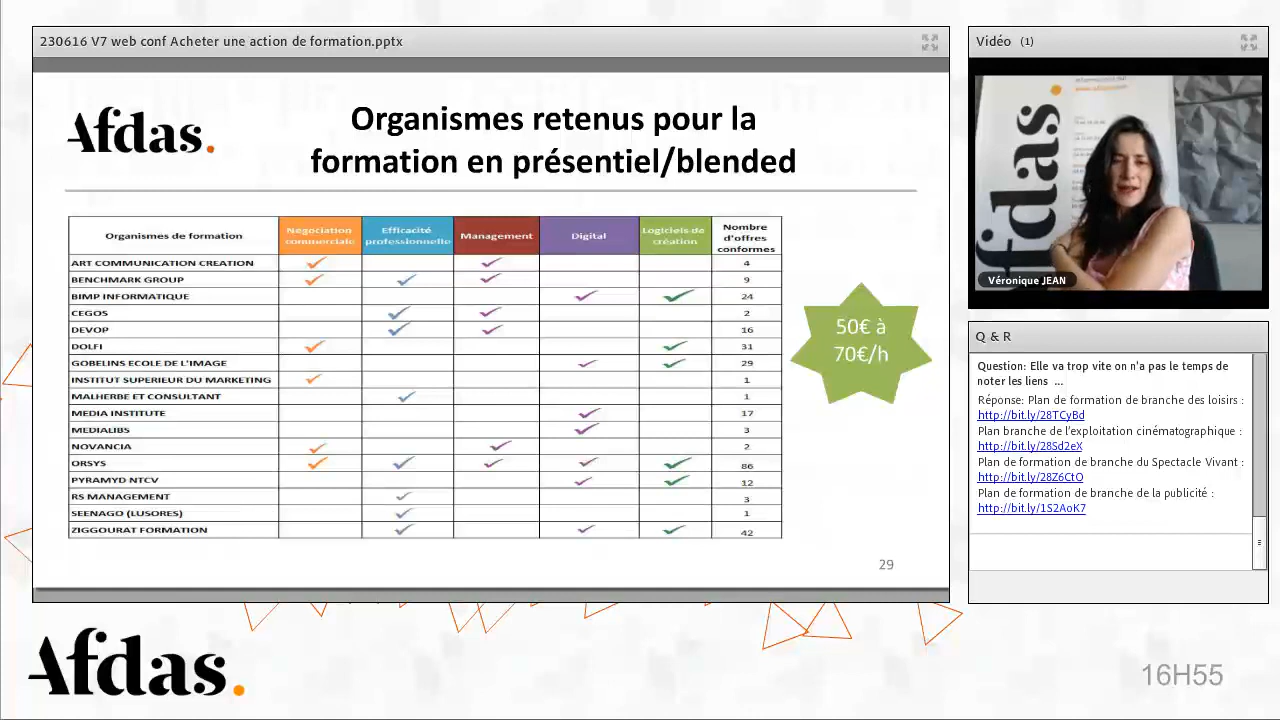 230616 V7 web conf Acheter une action de formation.pptx
Afdas.
Organismes retenus pour la
formation en présentiel/blended
Organismes de formation
Négociation
commerciale
Efficacité
professionnelle
Management
Digital
Logiciels de
création
Nombre
d'offres
conformes
ART COMMUNICATION CREATION 4
BENCHMARK GROUP 9
BIMP INFORMATIQUE 24
CEGOS 2
DEVOP 16
DOLFI 31
GOBELINS ECOLE DE L'IMAGE 29
INSTITUT SUPERIEUR DU MARKETING 1
MALHERBE ET CONSULTANT 1
MEDIA INSTITUTE 17
MEDIALIBS 3
NOVANCIA 2
ORSYS 86
PYRAMYD NTCV 12
RS MANAGEMENT 3
SEENAGO (LUSORES) 1
ZIGGOURAT FORMATION 42
50€ à
70€/h
29
Vidéo (1)
fdas.
Véronique JEAN
Q & R
Question: Elle va trop vite on n'a pas le temps de
noter les liens ...
Réponse: Plan de formation de branche des loisirs :
http://bit.ly/28TCyBd
Plan branche de l'exploitation cinématographique :
http://bit.ly/28Sd2eX
Plan de formation de branche du Spectacle Vivant :
http://bit.ly/28Z6CtO
Plan de formation de branche de la publicité :
http://bit.ly/1S2AoK7
Afdas.
16H55